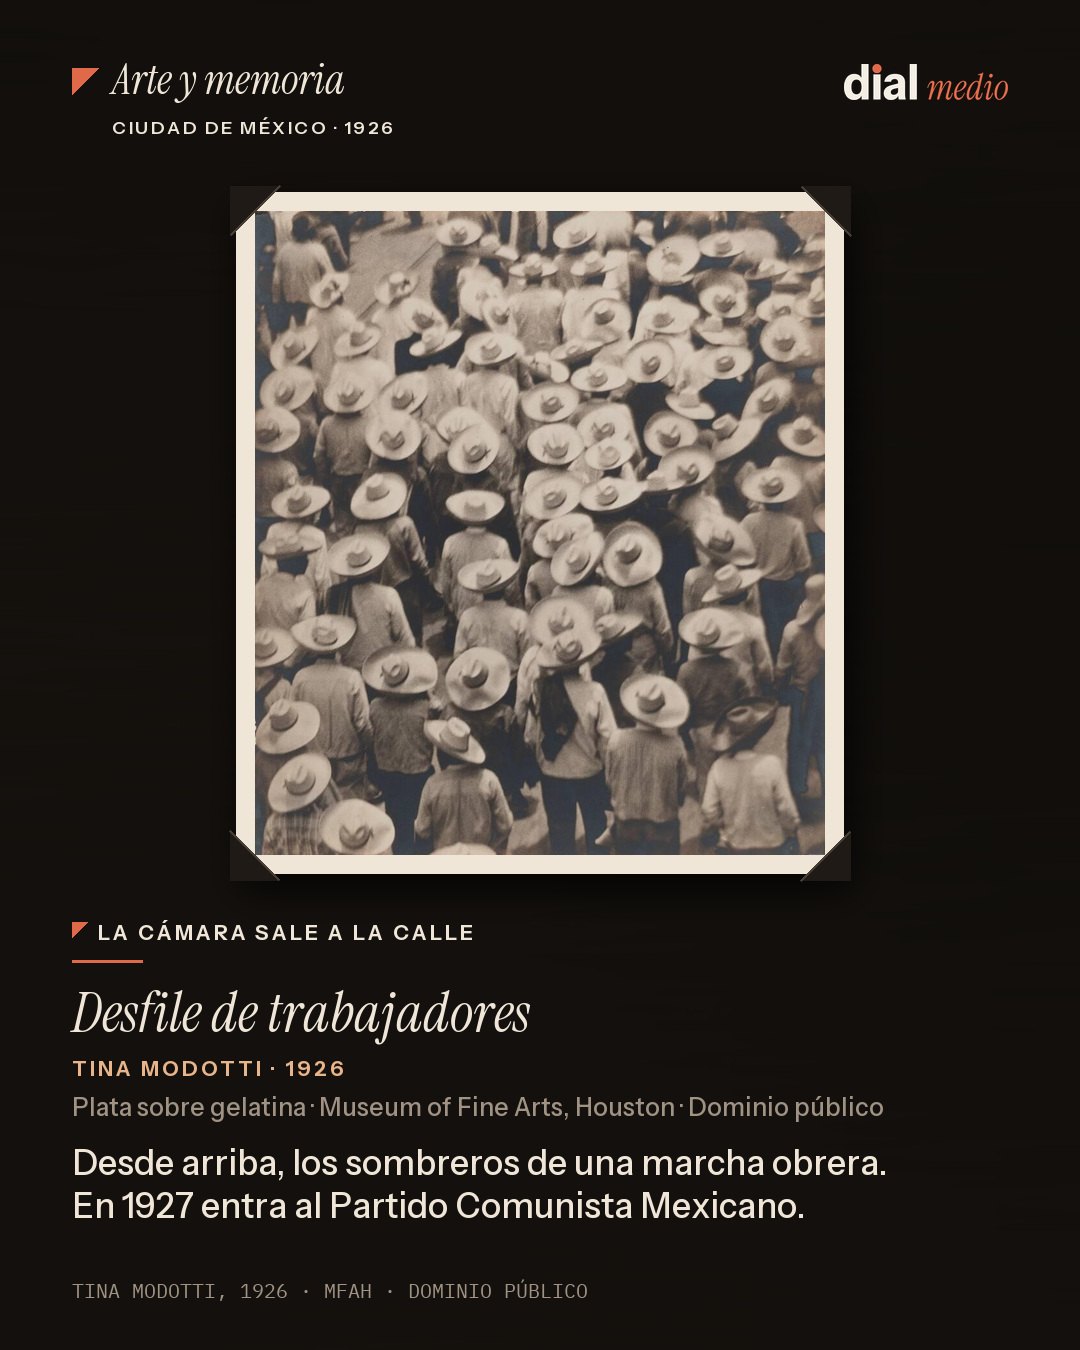 Arte y memoria
CIUDAD DE MÉXICO · 1926
dial medio
LA CÁMARA SALE A LA CALLE
Desfile de trabajadores
TINA MODOTTI · 1926
Plata sobre gelatina · Museum of Fine Arts, Houston · Dominio público
Desde arriba, los sombreros de una marcha obrera.
En 1927 entra al Partido Comunista Mexicano.
TINA MODOTTI, 1926 · MFAH · DOMINIO PÚBLICO